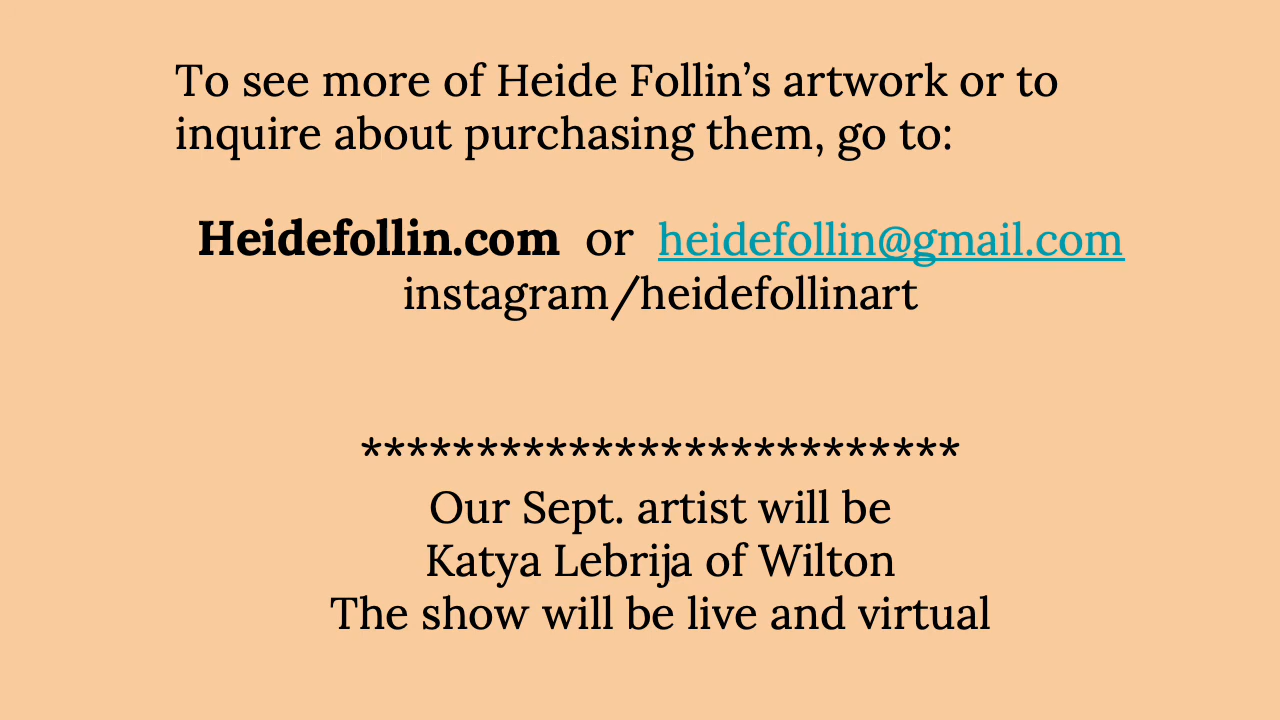 To see more of Heide Follin’s artwork or to
inquire about purchasing them, go to:
Heidefollin.com or heidefollin@gmail.com
instagram/heidefollinart
**************************
Our Sept. artist will be
Katya Lebrija of Wilton
The show will be live and virtual